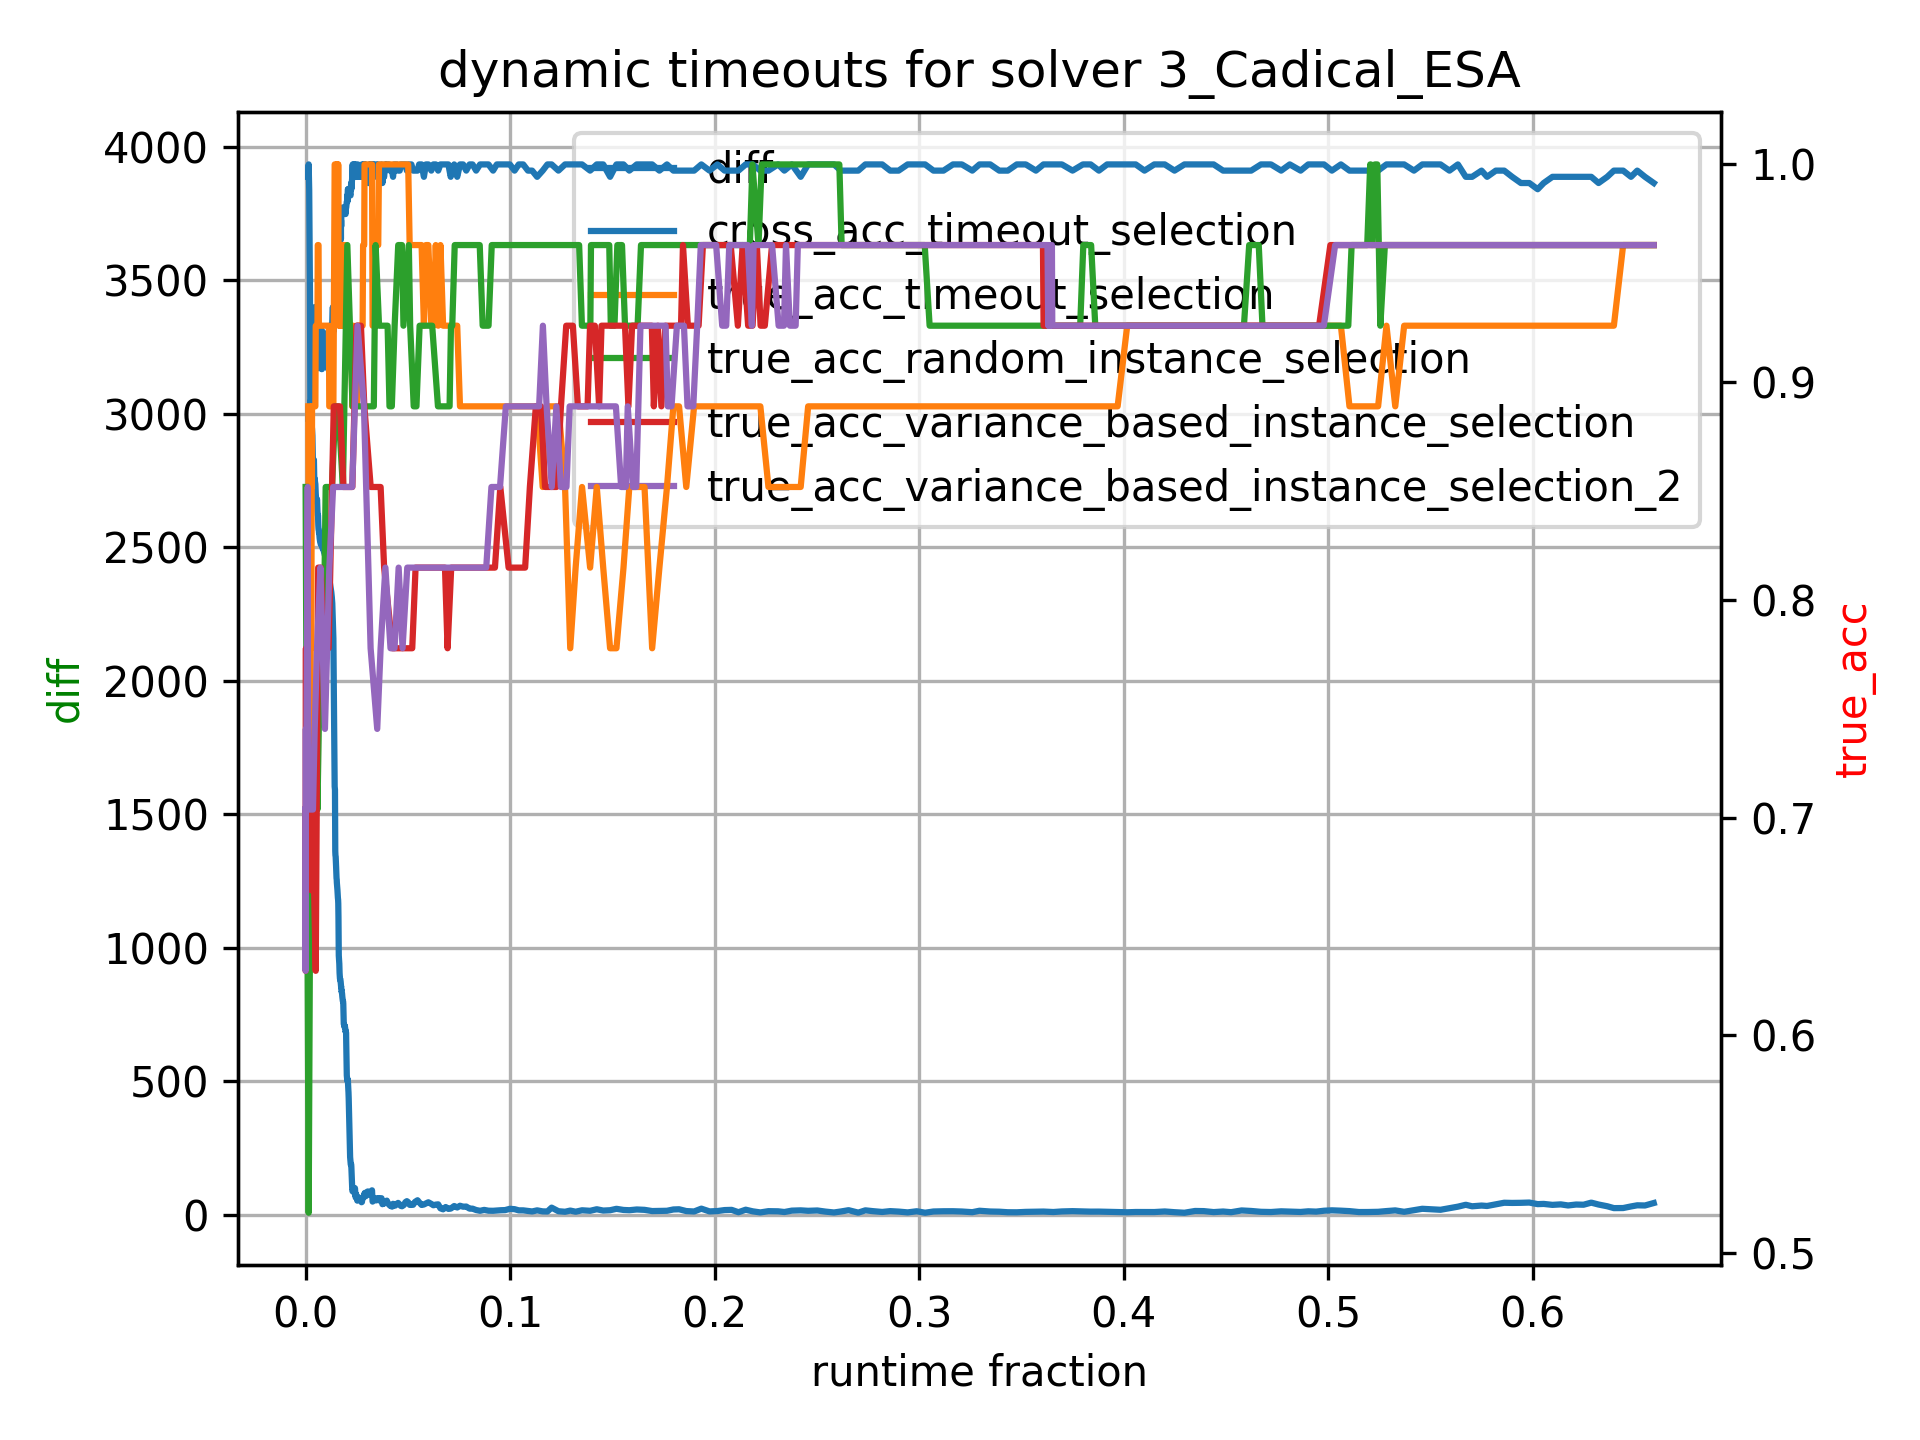 dynamic timeouts for solver 3_Cadical_ESA
diff
cross_acc_timeout_selection
true_acc_timeout_selection
true_acc_random_instance_selection
true_acc_variance_based_instance_selection
true_acc_variance_based_instance_selection_2
4000
3500
3000
2500
2000
1500
1000
500
0
diff
1.0
0.9
0.8
0.7
0.6
0.5
true_acc
0.0 0.1 0.2 0.3 0.4 0.5 0.6
runtime fraction